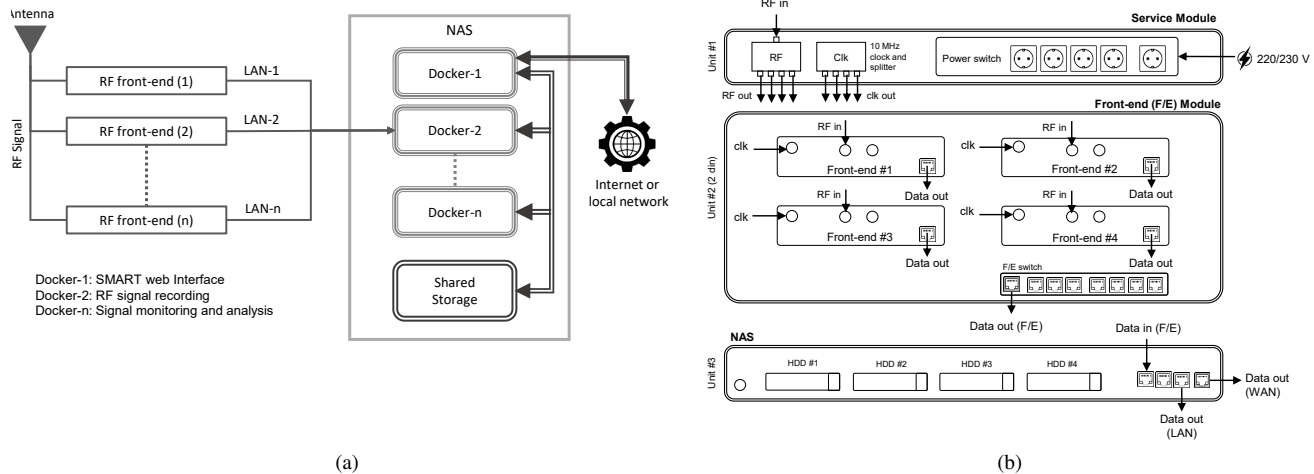 Antenna
RF Signal
RF front-end (1)
LAN-1
RF front-end (2)
LAN-2
RF front-end (n)
LAN-n
NAS
Docker-1
Docker-2
Docker-n
Shared
Storage
Internet or
local network
Docker-1: SMART web Interface
Docker-2: RF signal recording
Docker-n: Signal monitoring and analysis
(a)
RF in
Service Module
Unit #1
RF
Clk
10 MHz
clock and
splitter
Power switch
220/230 V
RF out
clk out
Front-end (F/E) Module
Unit #2 (2 din)
clk
RF in
Front-end #1
Data out
clk
RF in
Front-end #2
Data out
clk
RF in
Front-end #3
Data out
clk
RF in
Front-end #4
Data out
F/E switch
Data out (F/E)
Data in (F/E)
NAS
Unit #3
HDD #1
HDD #2
HDD #3
HDD #4
Data out
(WAN)
Data out
(LAN)
(b)